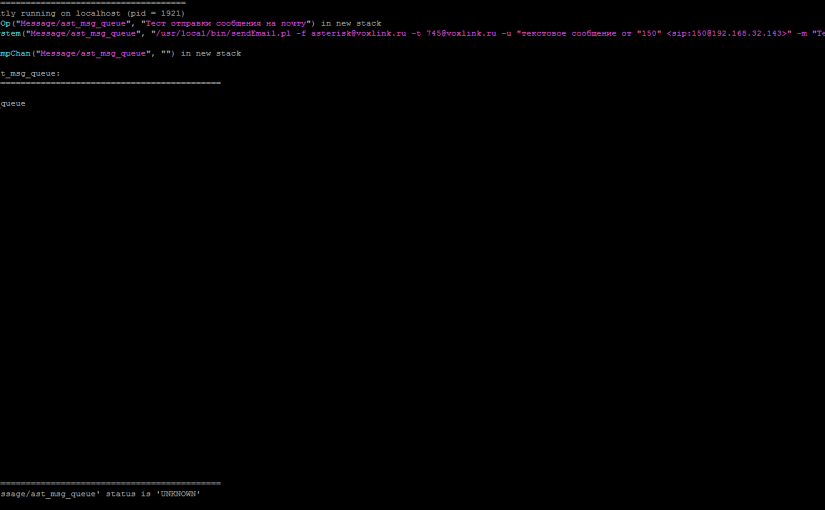 =====================================
tly running on localhost (pid = 1921)
Op("Message/ast_msg_queue", "Тест отправки сообщения на почту") in new stack
stem("Message/ast_msg_queue", "/usr/local/bin/sendEmail.pl -f asterisk@voxlink.ru -t 745@voxlink.ru -u "текстовое сообщение от "150" <sip:150@192.168.32.143>" -m "Те
mpChan("Message/ast_msg_queue", "") in new stack
t_msg_queue:
============================================
queue
============================================
ssage/ast_msg_queue' status is 'UNKNOWN'